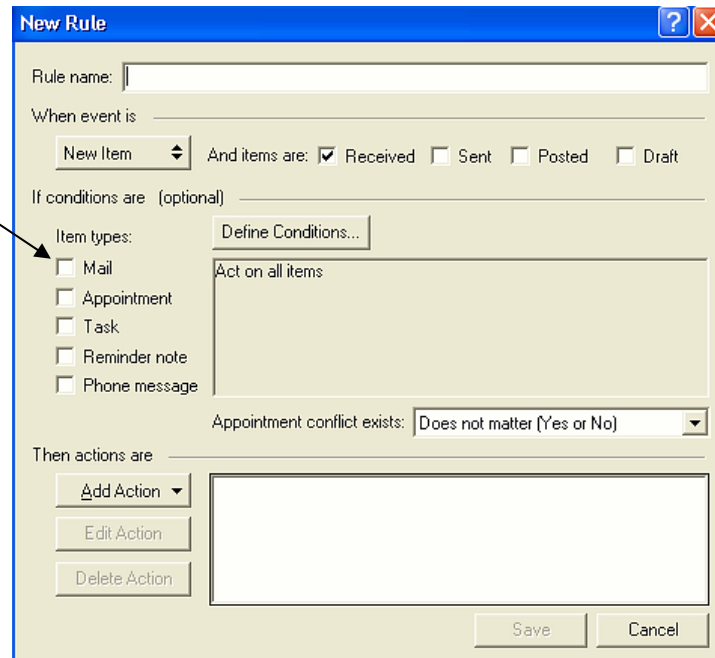 New Rule
Rule name:
When event is
New Item And items are: Received Sent Posted Draft
If conditions are (optional)
Item types: Define Conditions...
Mail Act on all items
Appointment
Task
Reminder note
Phone message
Appointment conflict exists: Does not matter (Yes or No)
Then actions are
Add Action
Edit Action
Delete Action
Save Cancel